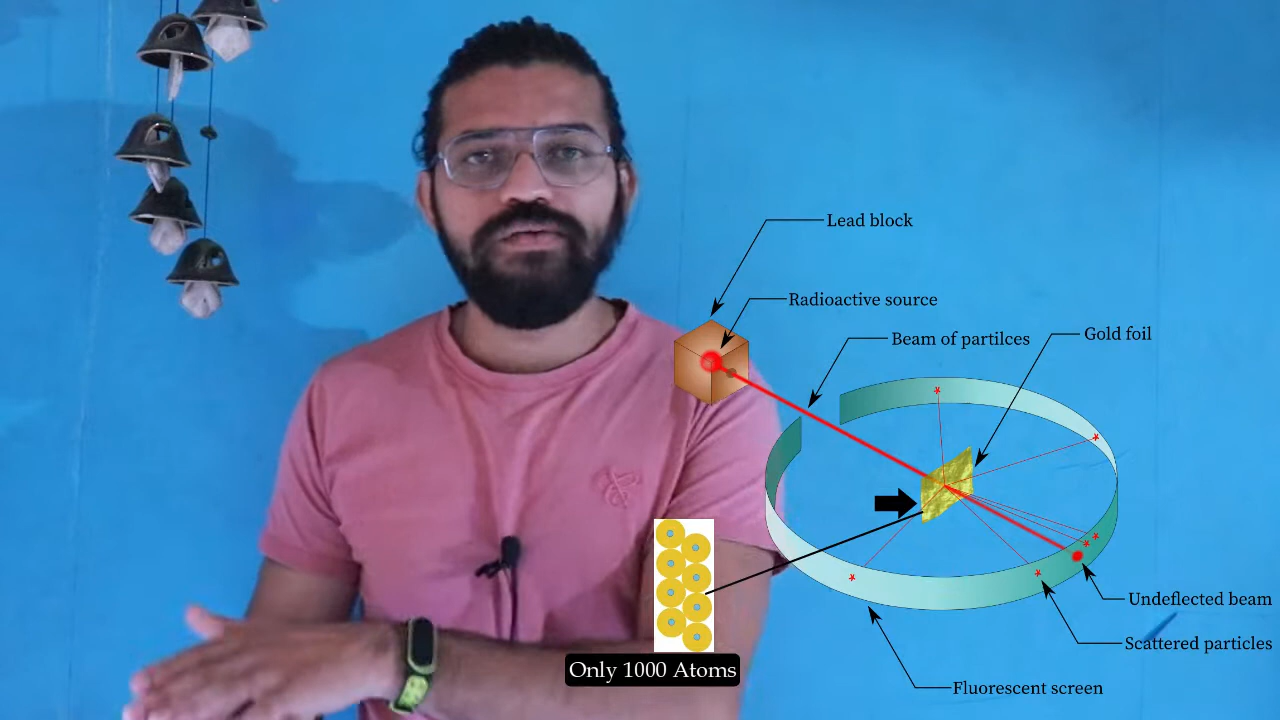 Lead block
Radioactive source
Beam of partilces
Gold foil
Only 1000 Atoms
Undeflected beam
Scattered particles
Fluorescent screen